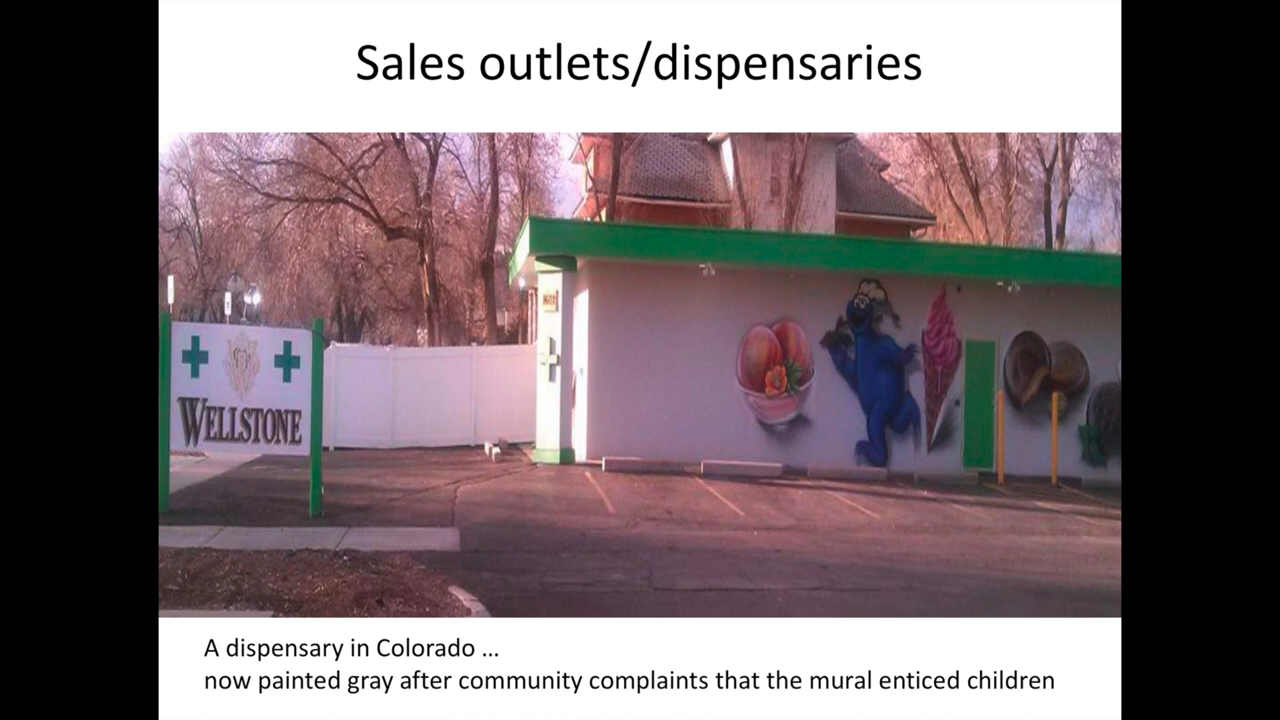 Sales outlets/dispensaries
WELLSTONE
A dispensary in Colorado ...
now painted gray after community complaints that the mural enticed children